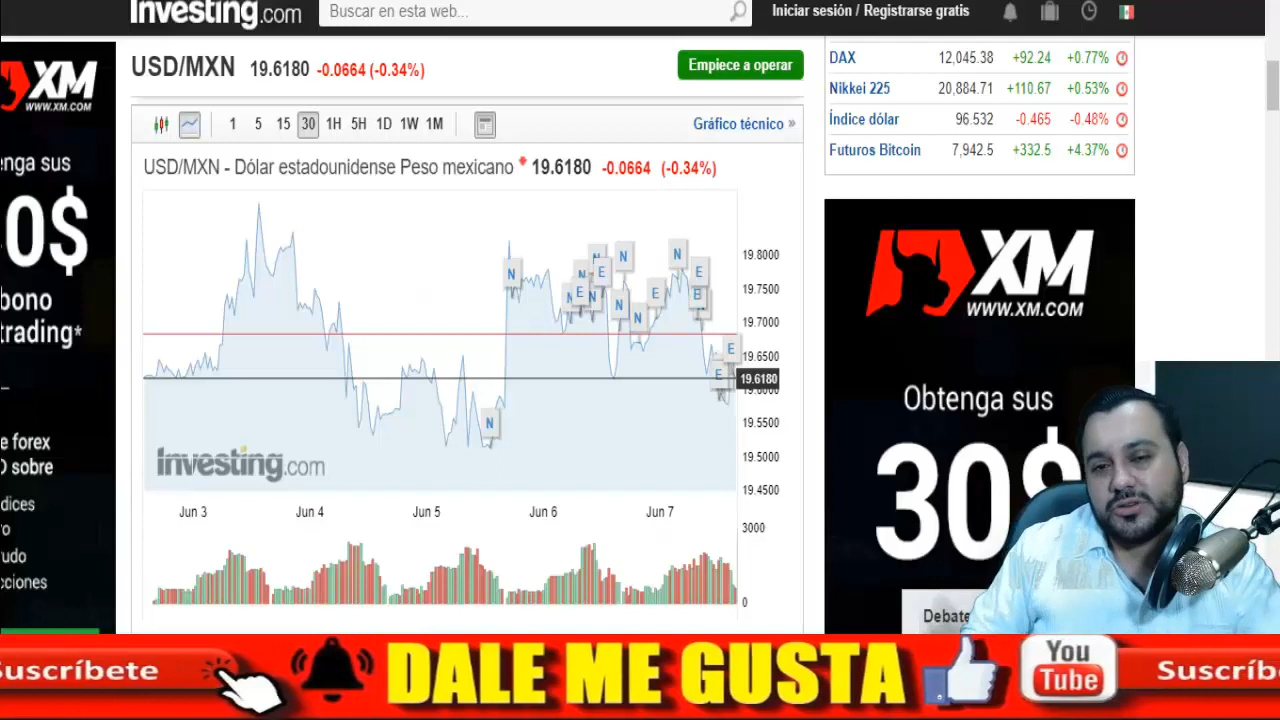 Investing.com
Buscar en esta web...
Iniciar sesión / Registrarse gratis
XM
WWW.XM.COM
enga sus
0$
bono
trading*
e forex
O sobre
dices
ro
udo
cciones
USD/MXN 19.6180 -0.0664 (-0.34%)
Empiece a operar
1 5 15 30 1H 5H 1D 1W 1M
Gráfico técnico »
USD/MXN - Dólar estadounidense Peso mexicano * 19.6180 -0.0664 (-0.34%)
19.8000
19.7500
19.7000
19.6500
19.6180
19.6000
19.5500
19.5000
19.4500
N
N
N
N
N
E
E
N
N
N
N
E
N
E
E
E
E
Investing.com
Jun 3 Jun 4 Jun 5 Jun 6 Jun 7
3000
0
DAX 12,045.38 +92.24 +0.77%
Nikkei 225 20,884.71 +110.67 +0.53%
Índice dólar 96.532 -0.465 -0.48%
Futuros Bitcoin 7,942.5 +332.5 +4.37%
XM
WWW.XM.COM
Obtenga sus
30$
Debate
Suscríbete
DALE ME GUSTA
You
Tube
Suscríb